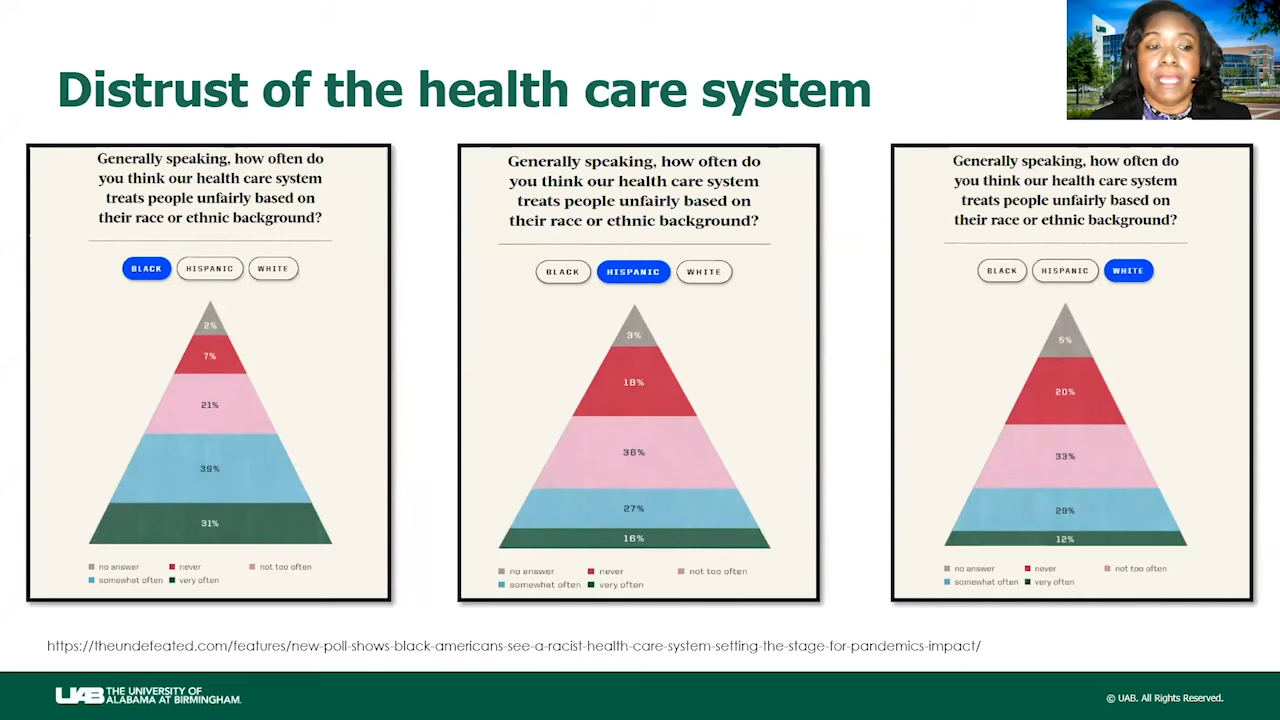 Distrust of the health care system
Generally speaking, how often do
you think our health care system
treats people unfairly based on
their race or ethnic background?
BLACK
HISPANIC
WHITE
2%
7%
21%
39%
31%
no answer
never
not too often
somewhat often
very often
Generally speaking, how often do
you think our health care system
treats people unfairly based on
their race or ethnic background?
BLACK
HISPANIC
WHITE
3%
18%
36%
27%
16%
no answer
never
not too often
somewhat often
very often
Generally speaking, how often do
you think our health care system
treats people unfairly based on
their race or ethnic background?
BLACK
HISPANIC
WHITE
5%
20%
33%
29%
12%
no answer
never
not too often
somewhat often
very often
https://theundefeated.com/features/new-poll-shows-black-americans-see-a-racist-health-care-system-setting-the-stage-for-pandemics-impact/
UAB THE UNIVERSITY OF
ALABAMA AT BIRMINGHAM.
© UAB. All Rights Reserved.